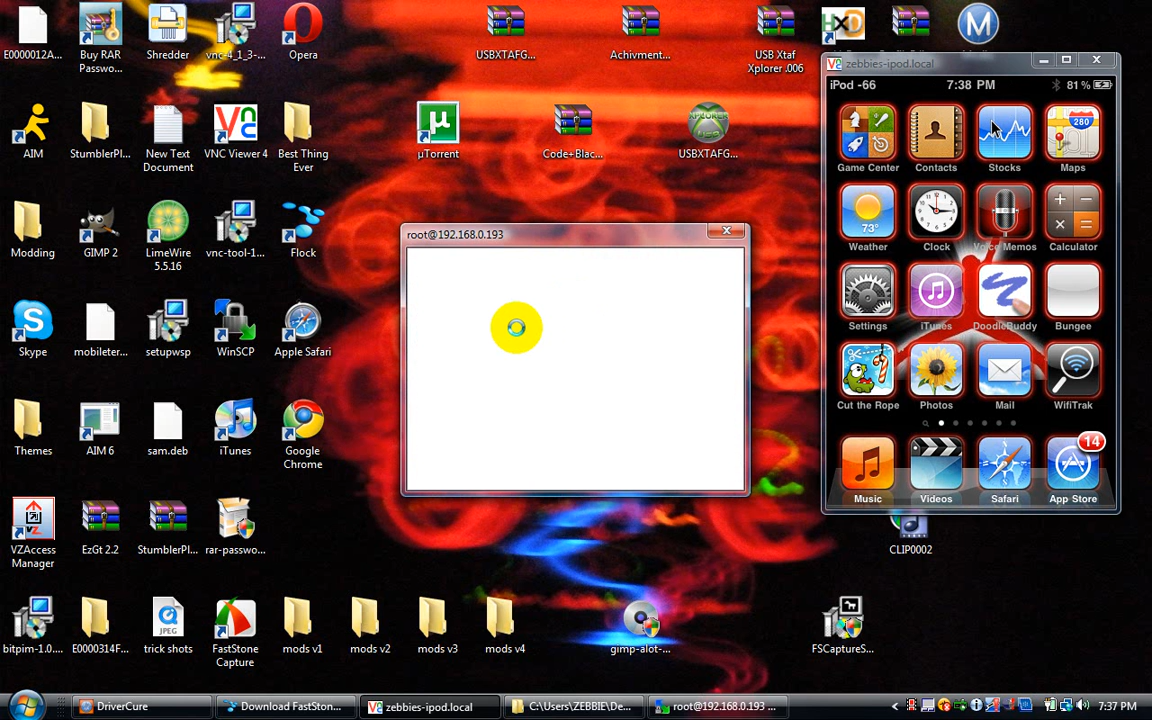 E0000012A...
Buy RAR
Passwo...
Shredder
vnc-4_1_3-...
Opera
USBXTAFG...
Achivment...
USB Xtaf
Xplorer .006
HXD
M
AIM
StumblerPl...
New Text
Document
VNC Viewer 4
Best Thing
Ever
µTorrent
Code+Blac...
XPLORER
USBXTAFG...
Modding
GIMP 2
LimeWire
5.5.16
vnc-tool-1...
Flock
Skype
mobileter...
setupwsp
WinSCP
Apple Safari
Themes
AIM 6
sam.deb
iTunes
Google
Chrome
VZAccess
Manager
EzGt 2.2
StumblerPl...
rar-passwo...
bitpim-1.0....
E0000314F...
JPEG
trick shots
FastStone
Capture
mods v1
mods v2
mods v3
mods v4
gimp-alot-...
FSCaptureS...
CLIP0002
root@192.168.0.193
zebbies-ipod.local
iPod -66
7:38 PM
81%
Game Center
Contacts
Stocks
280
Maps
73°
Weather
Clock
Voice Memos
Calculator
Settings
iTunes
DoodleBuddy
Bungee
Cut the Rope
Photos
Mail
WifiTrak
14
Music
Videos
Safari
App Store
DriverCure
Download FastSton...
zebbies-ipod.local
C:\Users\ZEBBIE\De...
root@192.168.0.193 ...
7:37 PM